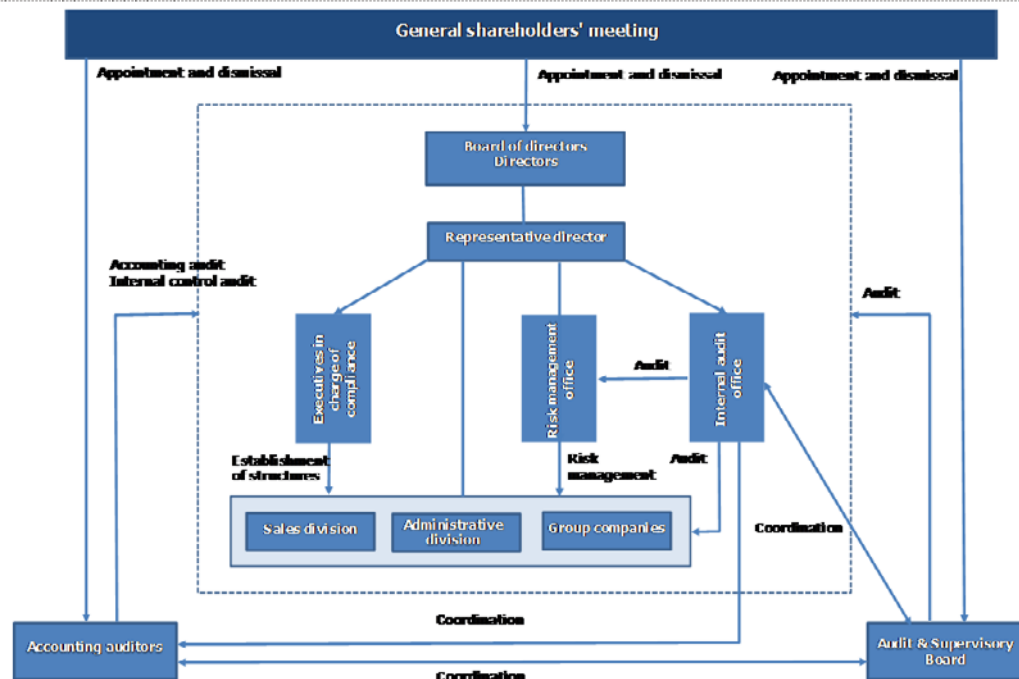 General shareholders' meeting
Appointment and dismissal
Appointment and dismissal
Appointment and dismissal
Board of directors
Directors
Representative director
Accounting audit
Internal control audit
Audit
Executives in
charge of
compliance
Risk management
office
Audit
Internal audit
office
Establishment
of structures
Risk
management
Audit
Sales division
Administrative
division
Group companies
Coordination
Coordination
Accounting auditors
Audit & Supervisory
Board
Coordination